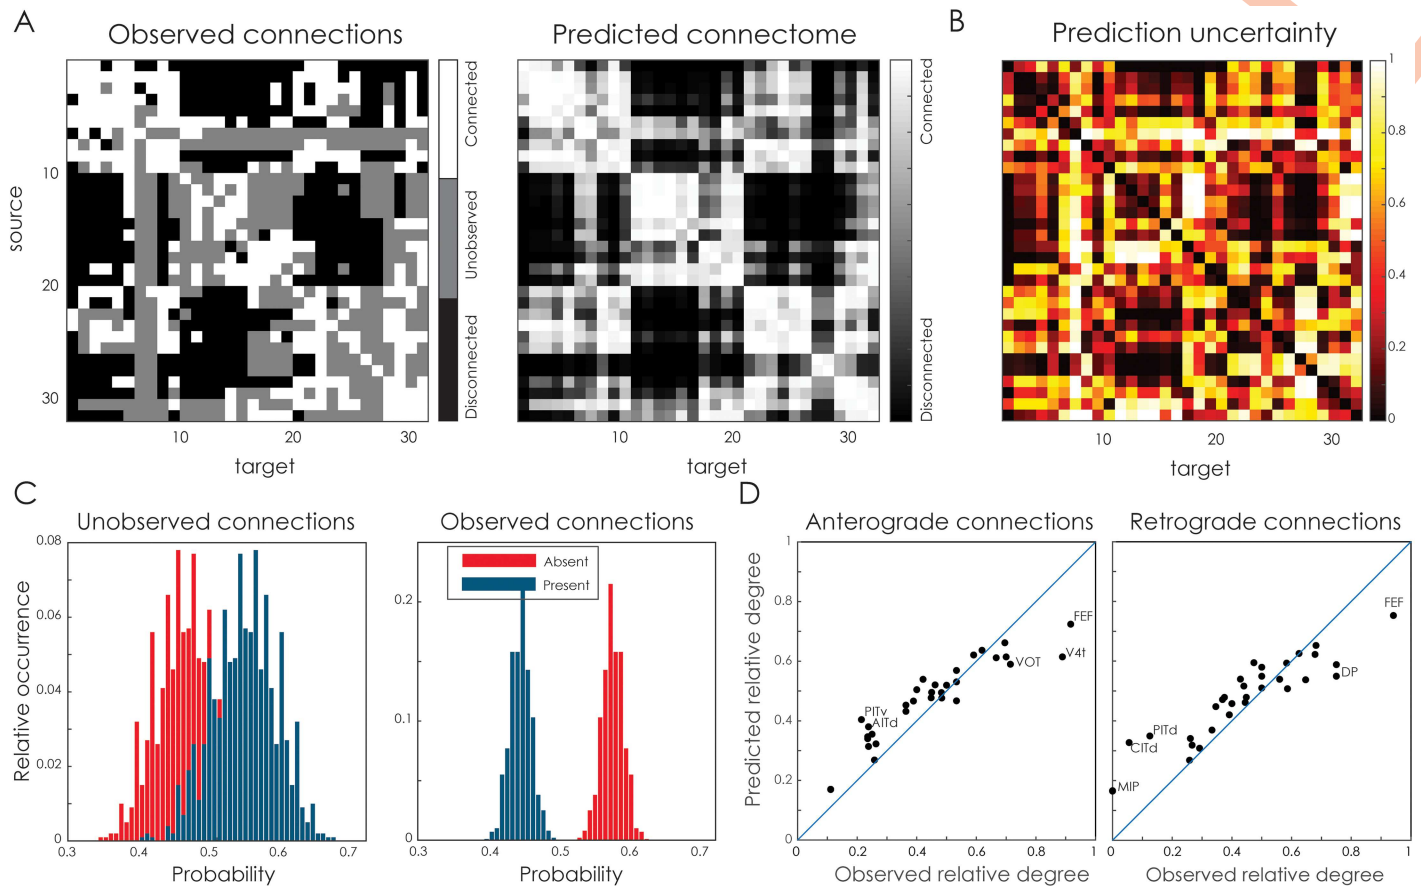 A
Observed connections
Predicted connectome
B
Prediction uncertainty
source
10
20
30
10
20
30
target
Connected
Unobserved
Disconnected
10
20
30
target
Connected
Disconnected
10
20
30
target
1
0.8
0.6
0.4
0.2
0
C
Unobserved connections
Observed connections
Relative occurrence
0.08
0.06
0.04
0.02
0
0.3
0.4
0.5
0.6
0.7
Probability
Absent
Present
0.2
0.1
0
0.3
0.4
0.5
0.6
0.7
Probability
D
Anterograde connections
Retrograde connections
Predicted relative degree
1
0.8
0.6
0.4
0.2
0
FEF
V4t
VOT
PITv
AITd
0
0.2
0.4
0.6
0.8
1
Observed relative degree
FEF
DP
PITd
CITd
MIP
0
0.2
0.4
0.6
0.8
1
Observed relative degree